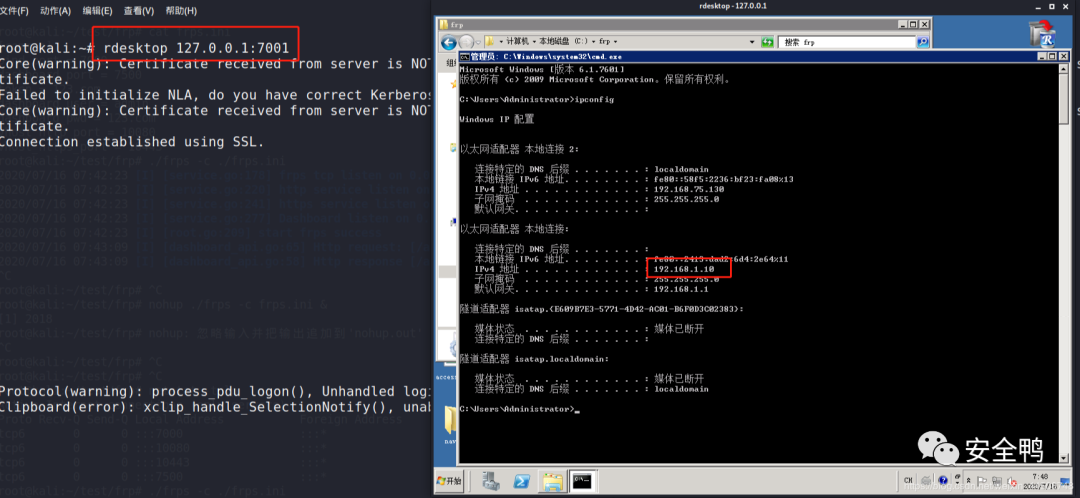 文件(F) 动作(A) 编辑(E) 查看(V) 帮助(H)
root@kali:~# rdesktop 127.0.0.1:7001
Core(warning): Certificate received from server is NOT
tificate.
Failed to initialize NLA, do you have correct Kerberos
Core(warning): Certificate received from server is NOT
tificate.
Connection established using SSL.
Protocol(warning): process_pdu_logon(), Unhandled logi
Clipboard(error): xclip_handle_SelectionNotify(), unab
rdesktop - 127.0.0.1
frp
计算机 ▸ 本地磁盘 (C:) ▸ frp ▸
搜索 frp
管理员: C:\Windows\system32\cmd.exe
Microsoft Windows [版本 6.1.7601]
版权所有 (c) 2009 Microsoft Corporation。保留所有权利。
C:\Users\Administrator>ipconfig
Windows IP 配置
以太网适配器 本地连接 2:
连接特定的 DNS 后缀 . . . . . . . : localdomain
本地链接 IPv6 地址. . . . . . . . : fe80::58f5:2236:bf23:fa08%13
IPv4 地址 . . . . . . . . . . . . : 192.168.75.130
子网掩码 . . . . . . . . . . . . : 255.255.255.0
默认网关. . . . . . . . . . . . . :
以太网适配器 本地连接:
连接特定的 DNS 后缀 . . . . . . . :
本地链接 IPv6 地址. . . . . . . . : fe80::2413:dad2:6d4:2e64%11
IPv4 地址 . . . . . . . . . . . . : 192.168.1.10
子网掩码 . . . . . . . . . . . . : 255.255.255.0
默认网关. . . . . . . . . . . . . : 192.168.1.1
隧道适配器 isatap.{E609B7E3-5771-4D42-AC01-B6F0D3C02383}:
媒体状态 . . . . . . . . . . . . : 媒体已断开
连接特定的 DNS 后缀 . . . . . . . :
隧道适配器 isatap.localdomain:
媒体状态 . . . . . . . . . . . . : 媒体已断开
连接特定的 DNS 后缀 . . . . . . . : localdomain
C:\Users\Administrator>_
安全鸭
开始
CH
7:48
2020/7/16